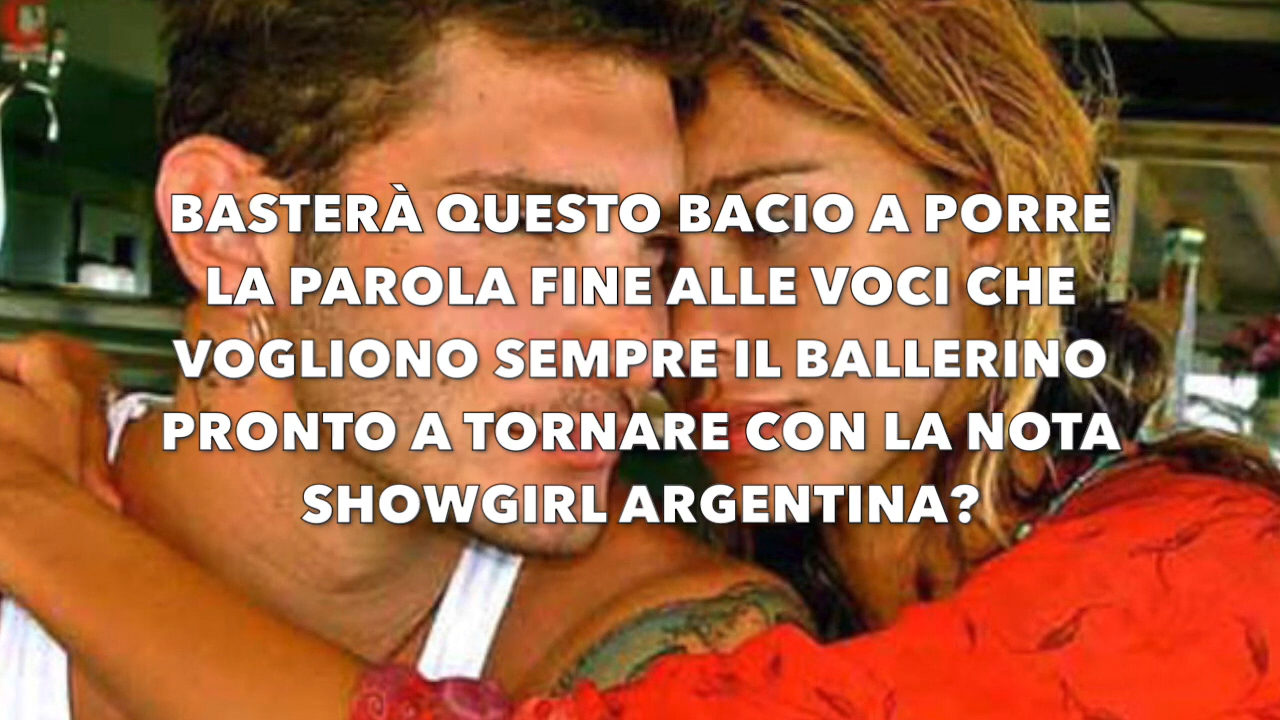 BASTERÀ QUESTO BACIO A PORRE
LA PAROLA FINE ALLE VOCI CHE
VOGLIONO SEMPRE IL BALLERINO
PRONTO A TORNARE CON LA NOTA
SHOWGIRL ARGENTINA?